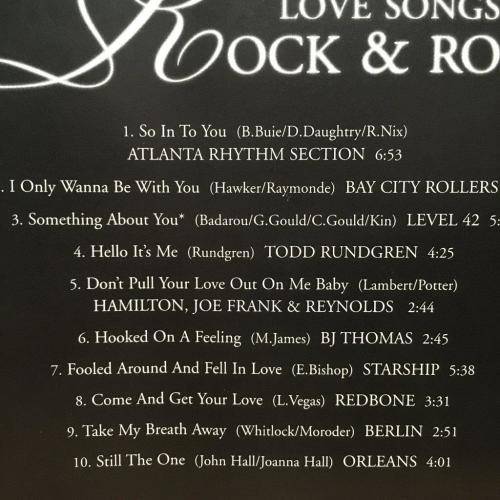 LOVE SONGS
ROCK & RO
1. So In To You (B.Buie/D.Daughtry/R.Nix)
ATLANTA RHYTHM SECTION 6:53
. I Only Wanna Be With You (Hawker/Raymonde) BAY CITY ROLLERS
3. Something About You* (Badarou/G.Gould/C.Gould/Kin) LEVEL 42 5:
4. Hello It's Me (Rundgren) TODD RUNDGREN 4:25
5. Don't Pull Your Love Out On Me Baby (Lambert/Potter)
HAMILTON, JOE FRANK & REYNOLDS 2:44
6. Hooked On A Feeling (M.James) BJ THOMAS 2:45
7. Fooled Around And Fell In Love (E.Bishop) STARSHIP 5:38
8. Come And Get Your Love (L.Vegas) REDBONE 3:31
9. Take My Breath Away (Whitlock/Moroder) BERLIN 2:51
10. Still The One (John Hall/Joanna Hall) ORLEANS 4:01